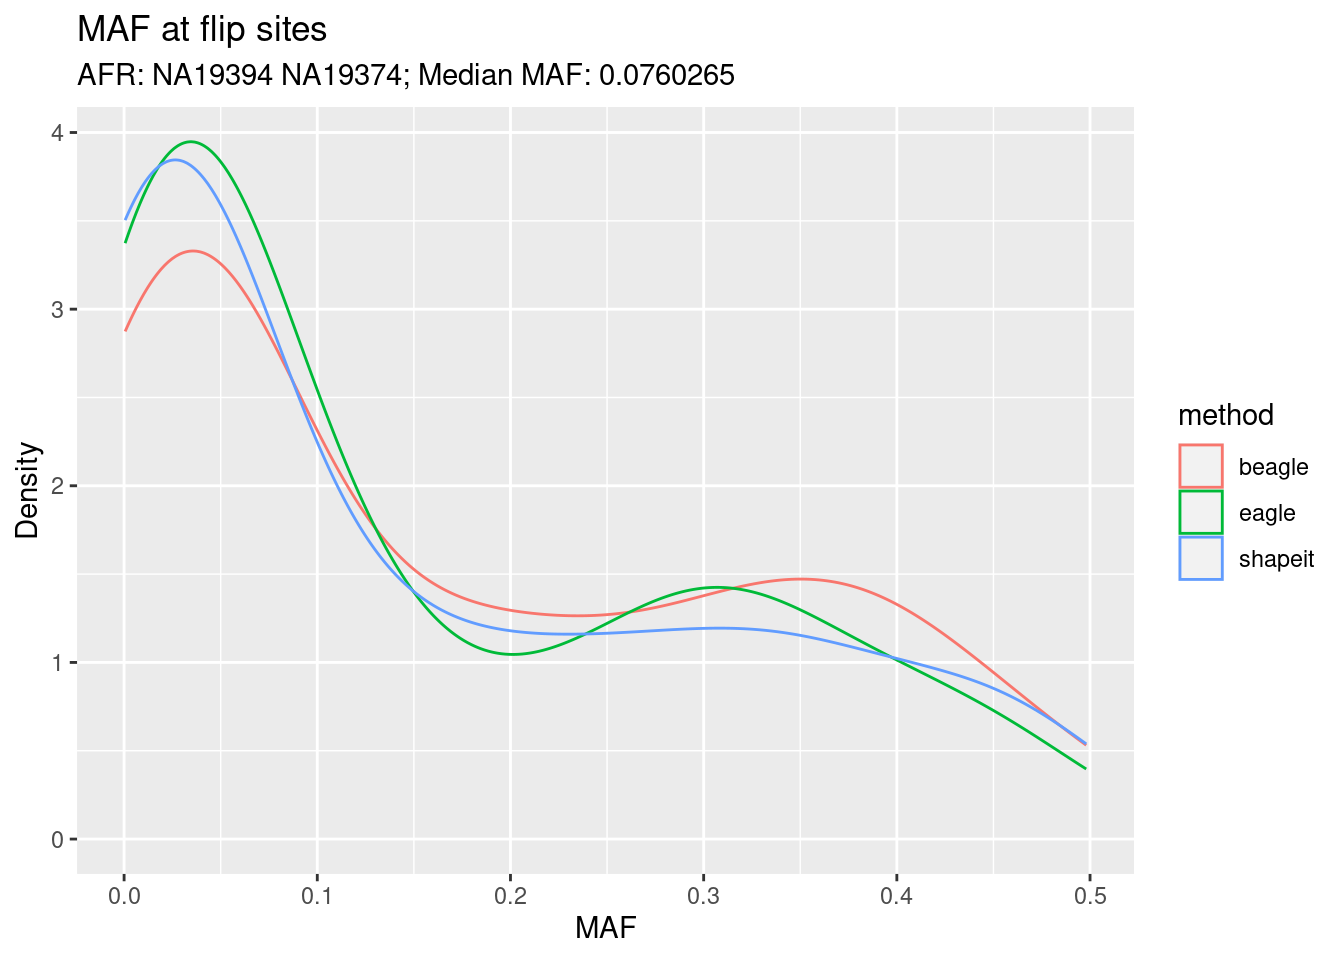 MAF at flip sites
AFR: NA19394 NA19374; Median MAF: 0.0760265
4
3
2
1
0
Density
0.0 0.1 0.2 0.3 0.4 0.5
MAF
method
beagle
eagle
shapeit